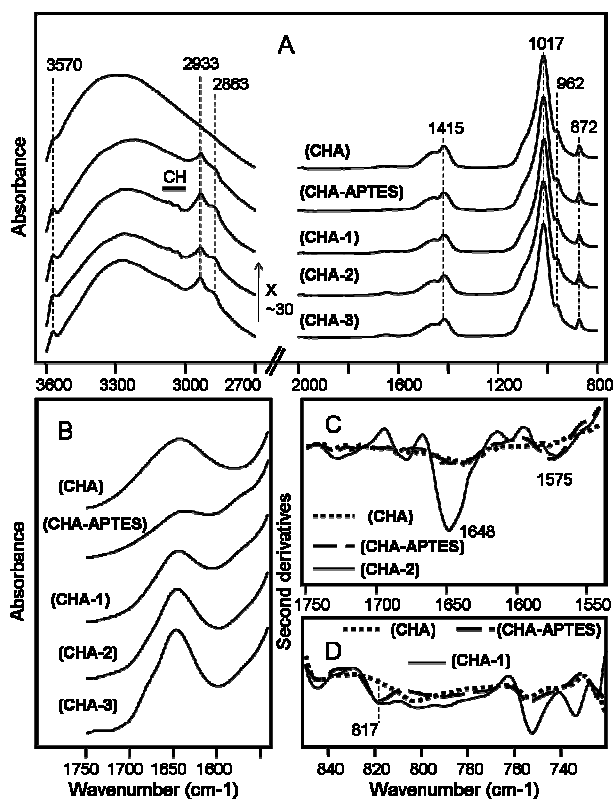 A
1017
3570
2933
2883
962
1415
872
Absorbance
(CHA)
(CHA-APTES)
CH
(CHA-1)
X
~30
(CHA-2)
(CHA-3)
3600 3300 3000 2700 2000 1600 1200 800
B
(CHA)
(CHA-APTES)
(CHA-1)
(CHA-2)
(CHA-3)
Absorbance
1750 1700 1650 1600
Wavenumber (cm-1)
C
1575
1648
(CHA)
(CHA-APTES)
(CHA-2)
Second derivatives
1750 1700 1650 1600 1550
D
(CHA) (CHA-APTES)
(CHA-1)
817
840 820 800 780 760 740
Wavenumber (cm-1)